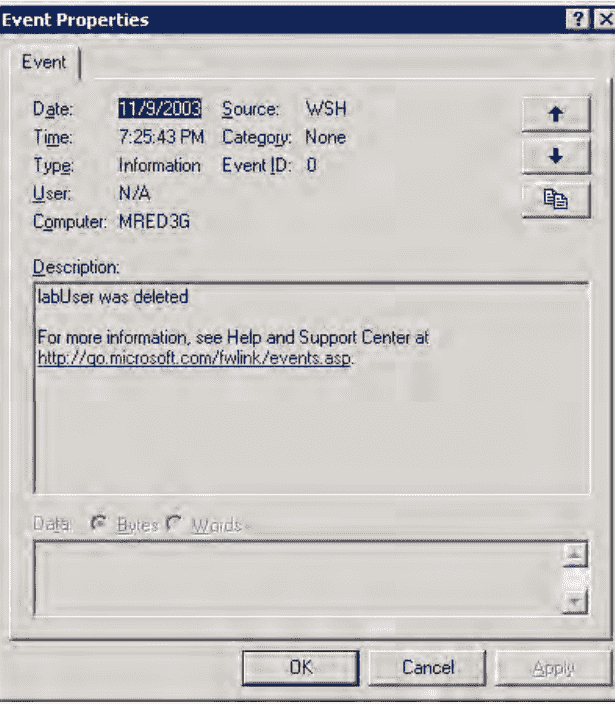 Event Properties
Event
Date: 11/9/2003 Source: WSH
Time: 7:25:43 PM Category: None
Type: Information Event ID: 0
User: N/A
Computer: MRED3G
Description:
labUser was deleted
For more information, see Help and Support Center at
http://go.microsoft.com/fwlink/events.asp.
Data: Bytes Words
OK Cancel Apply